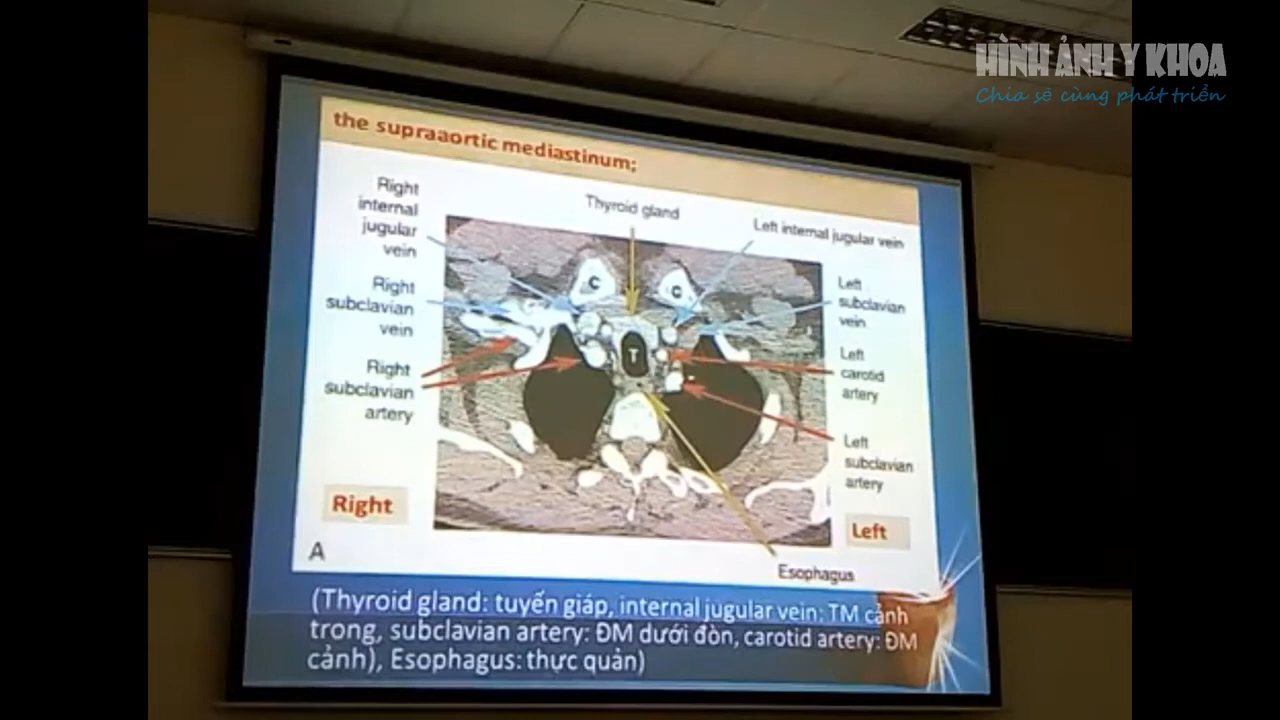 HÌNH ẢNH Y KHOA
Chia sẽ cùng phát triển
the supraaortic mediastinum;
Right
internal
jugular
vein
Thyroid gland
Left internal jugular vein
Right
subclavian
vein
Left
subclavian
vein
Right
subclavian
artery
Left
carotid
artery
Left
subclavian
artery
C
C
T
Right
Left
A
Esophagus
(Thyroid gland: tuyến giáp, internal jugular vein: TM cảnh
trong, subclavian artery: ĐM dưới đòn, carotid artery: ĐM
cảnh), Esophagus: thực quản)